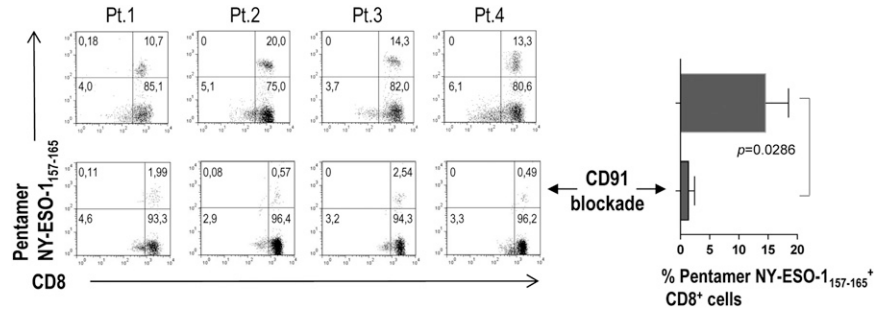 Pt.1 Pt.2 Pt.3 Pt.4
0,18 10,7 0 20,0 0 14,3 0 13,3
4,0 85,1 5,1 75,0 3,7 82,0 6,1 80,6
p=0.0286
0,11 1,99 0,08 0,57 0 2,54 0 0,49
4,6 93,3 2,9 96,4 3,2 94,3 3,3 96,2
CD91
blockade
Pentamer
NY-ESO-1157-165
CD8
0 5 10 15 20
% Pentamer NY-ESO-1157-165+
CD8+ cells